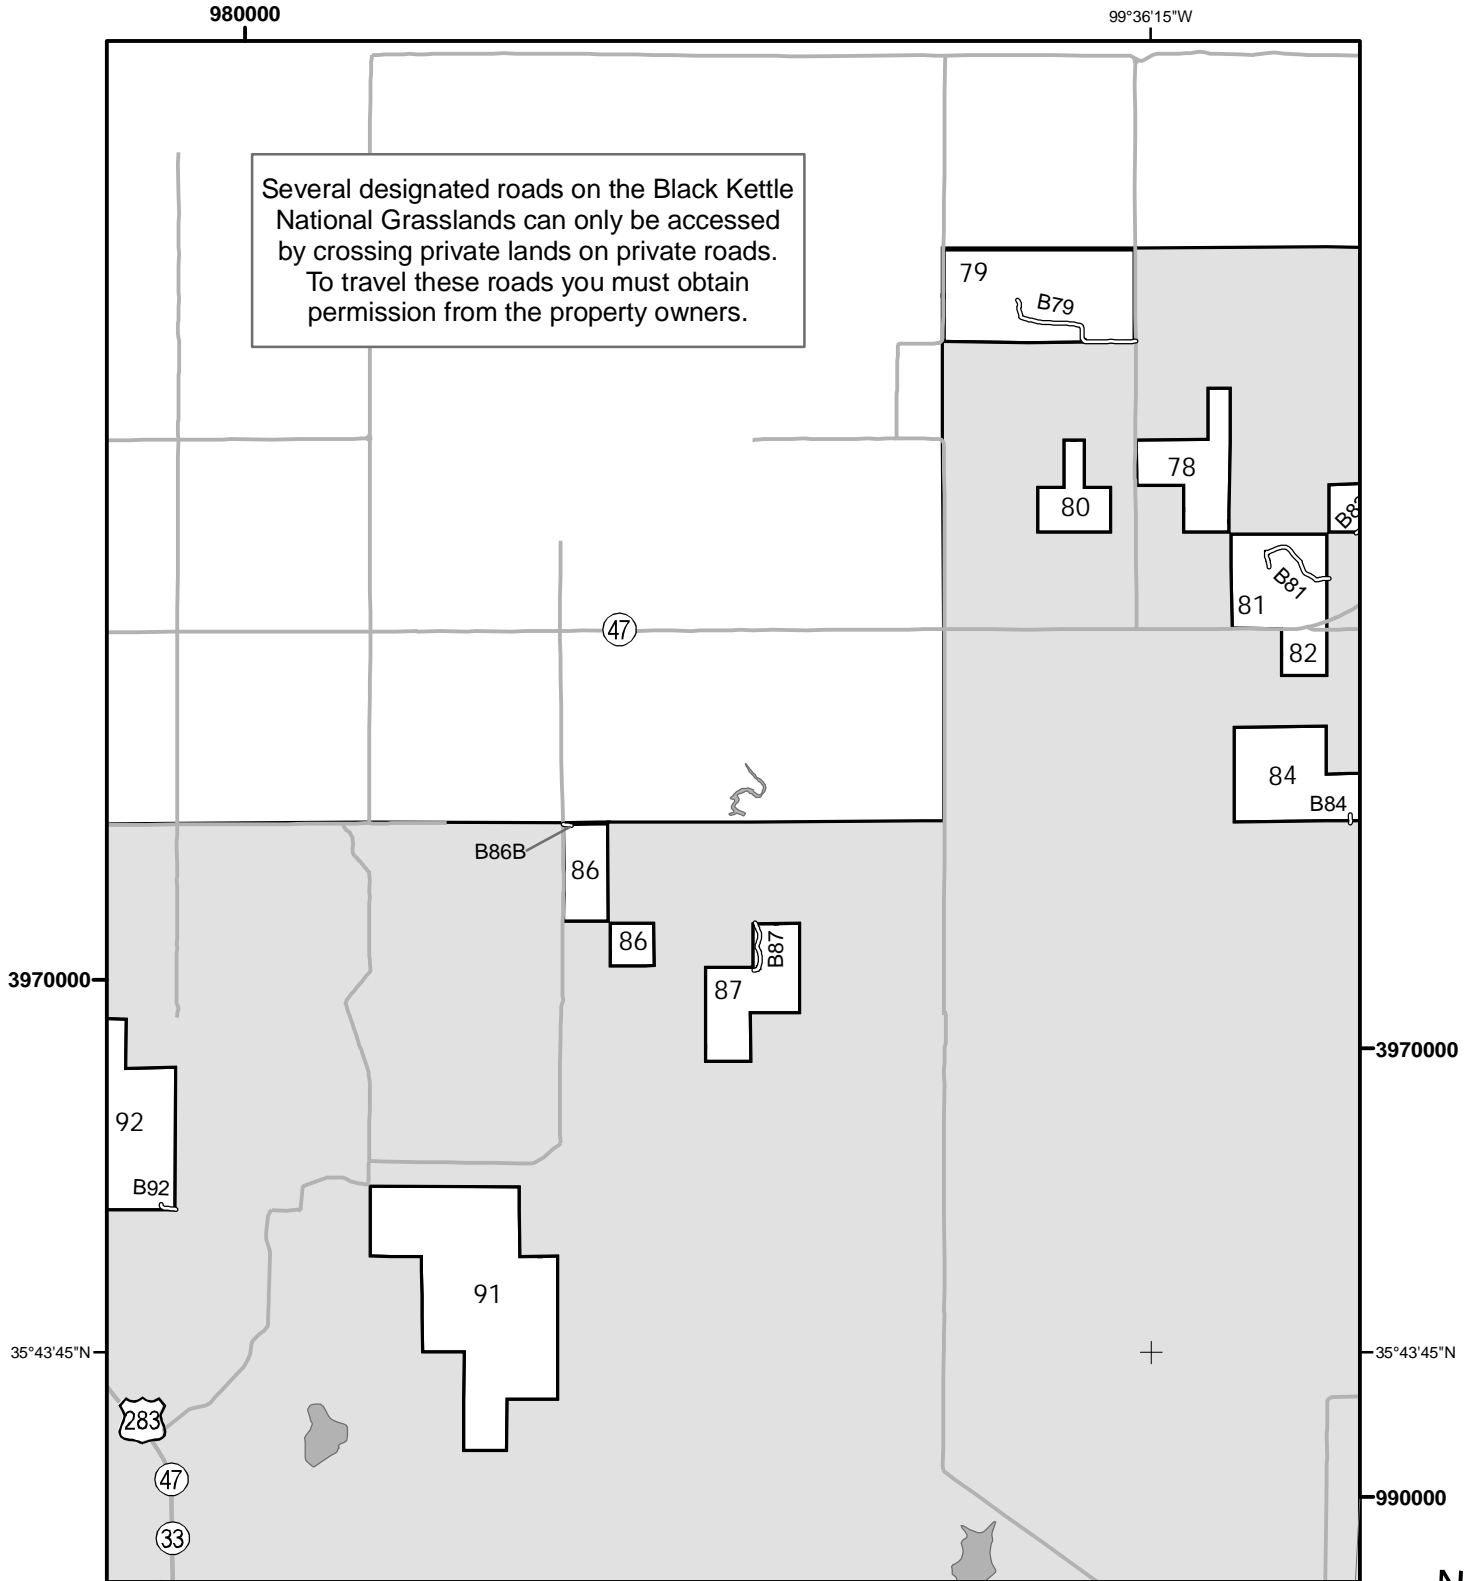 980000
99°36'15"W
Several designated roads on the Black Kettle
National Grasslands can only be accessed
by crossing private lands on private roads.
To travel these roads you must obtain
permission from the property owners.
79
B79
78
80
B81
81
47
82
84
B84
B86B
86
86
B87
87
3970000
3970000
92
B92
91
35°43'45"N
35°43'45"N
283
47
33
990000
N